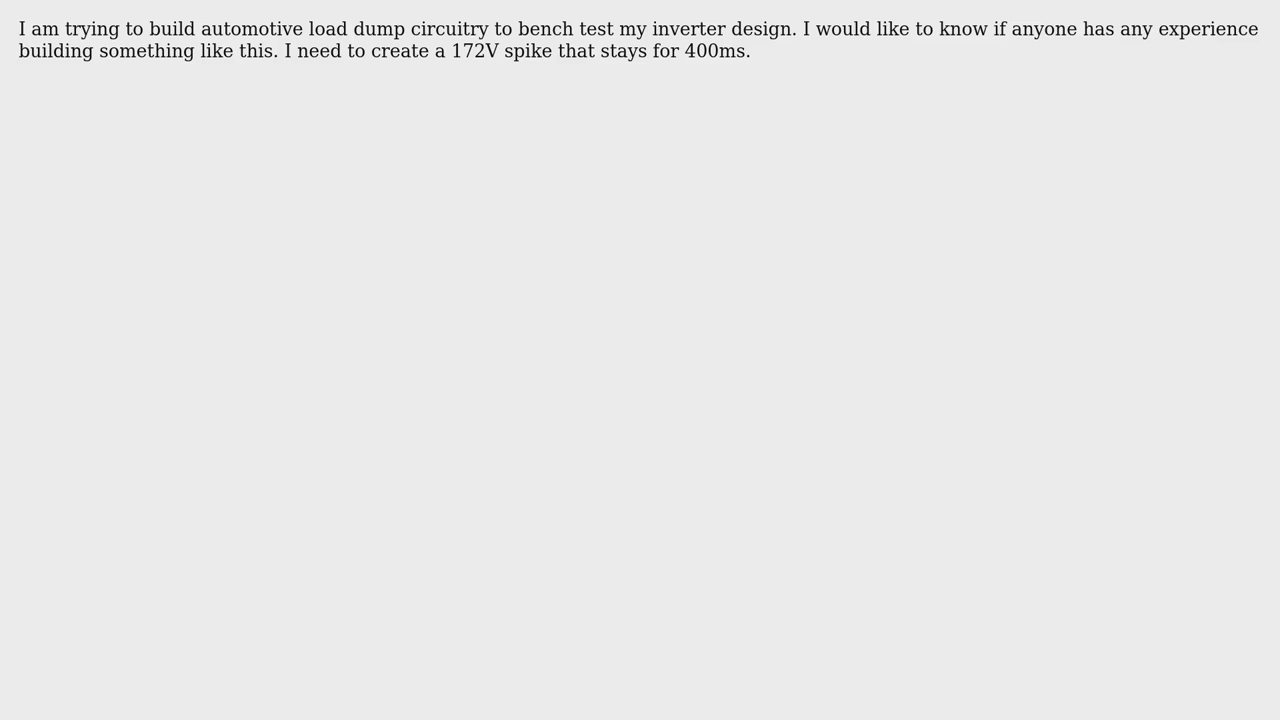 I am trying to build automotive load dump circuitry to bench test my inverter design. I would like to know if anyone has any experience
building something like this. I need to create a 172V spike that stays for 400ms.